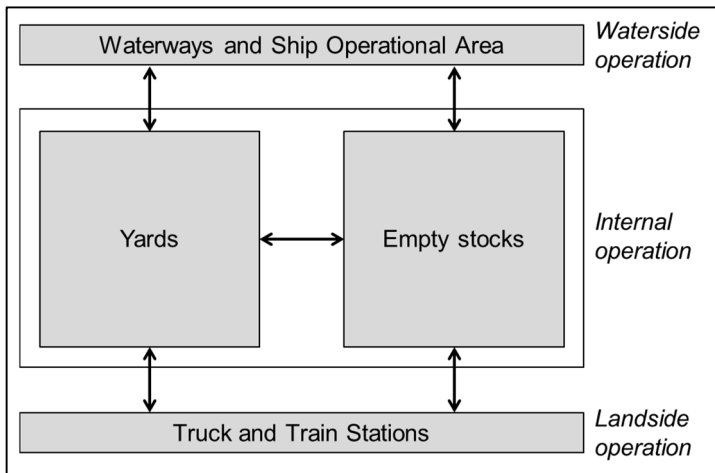 Waterways and Ship Operational Area
Waterside
operation
Yards
Empty stocks
Internal
operation
Truck and Train Stations
Landside
operation